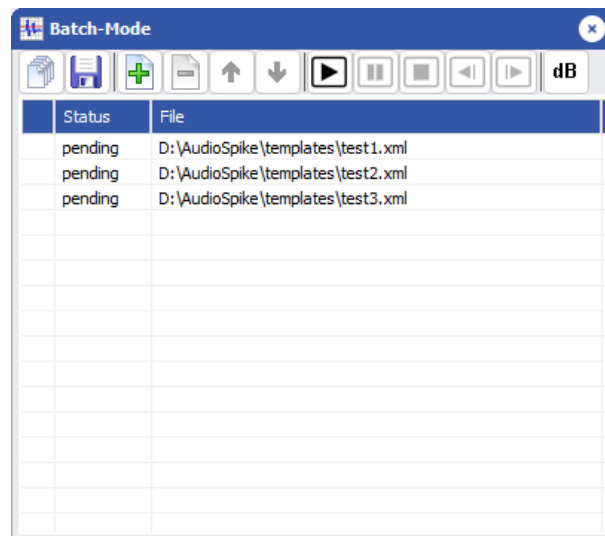 Batch-Mode
dB
Status File
pending D:\AudioSpike\templates\test1.xml
pending D:\AudioSpike\templates\test2.xml
pending D:\AudioSpike\templates\test3.xml